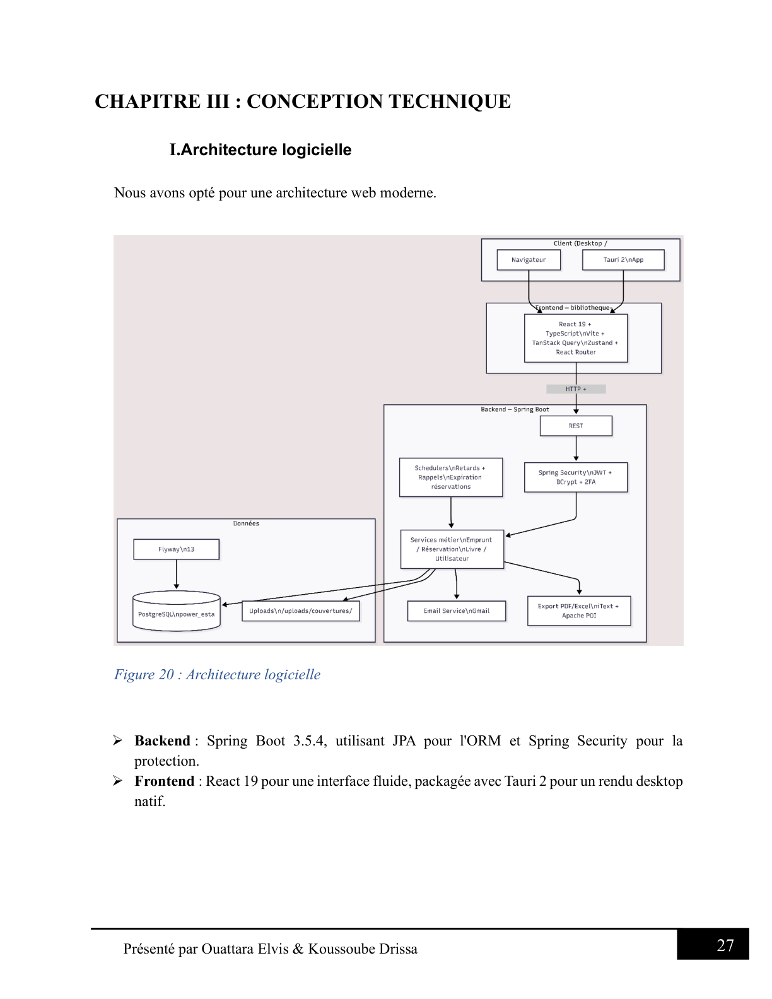 CHAPITRE III : CONCEPTION TECHNIQUE
I.Architecture logicielle
Nous avons opté pour une architecture web moderne.
Client (Desktop /
Navigateur
Tauri 2\nApp
Frontend – bibliotheque-
React 19 +
TypeScript\nVite +
TanStack Query\nZustand +
React Router
HTTP +
Backend – Spring Boot
REST
Schedulers\nRetards +
Rappels\nExpiration
réservations
Spring Security\nJWT +
BCrypt + 2FA
Données
Flyway\n13
Services métier\nEmprunt
/ Réservation\nLivre /
Utilisateur
PostgreSQL\npower_esta
Uploads\n/uploads/couvertures/
Email Service\nGmail
Export PDF/Excel\niText +
Apache POI
Figure 20 : Architecture logicielle
➢ Backend : Spring Boot 3.5.4, utilisant JPA pour l'ORM et Spring Security pour la
protection.
➢ Frontend : React 19 pour une interface fluide, packagée avec Tauri 2 pour un rendu desktop
natif.
Présenté par Ouattara Elvis & Koussoube Drissa
27